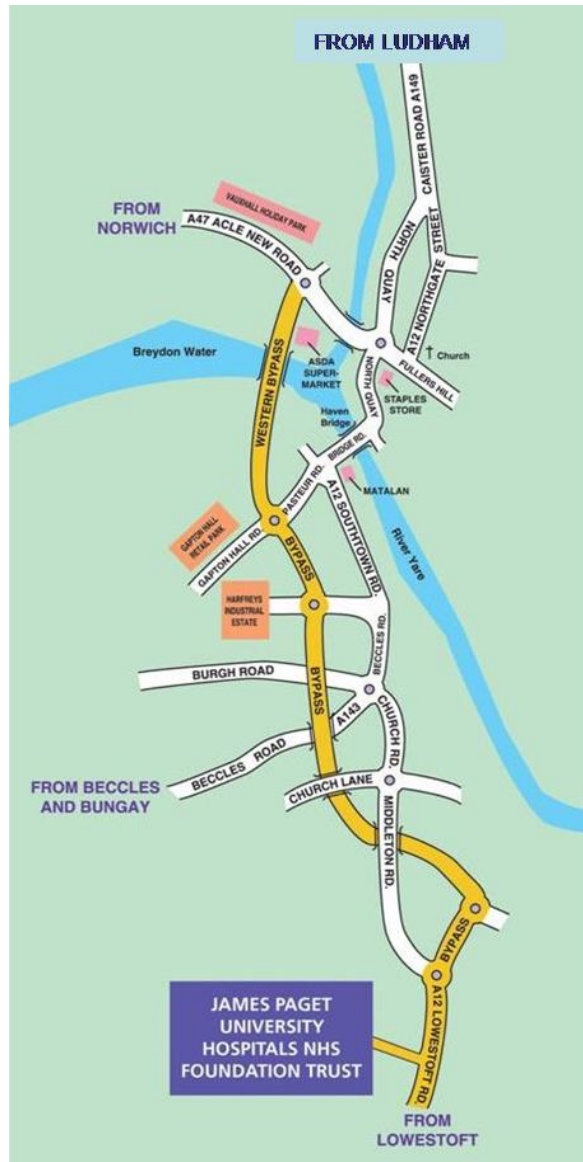 FROM LUDHAM
CAISTER ROAD A149
VAUXHALL HOLIDAY PARK
FROM
NORWICH
A47 ACLE NEW ROAD
NORTH
QUAY
A12 NORTHGATE STREET
Breydon Water
ASDA
SUPER-
MARKET
Church
FULLERS HILL
WESTERN BYPASS
NORTH QUAY
STAPLES
STORE
Haven
Bridge
BRIDGE RD.
PASTEUR RD.
MATALAN
A12 SOUTHTOWN RD.
GAPTON HALL
RETAIL PARK
GAPTON HALL RD.
BYPASS
River Yare
HARFREYS
INDUSTRIAL
ESTATE
BECCLES RD.
BURGH ROAD
BYPASS
A143
CHURCH RD.
BECCLES ROAD
FROM BECCLES
AND BUNGAY
CHURCH LANE
MIDDLETON RD.
BYPASS
JAMES PAGET
UNIVERSITY
HOSPITALS NHS
FOUNDATION TRUST
A12 LOWESTOFT RD.
FROM
LOWESTOFT